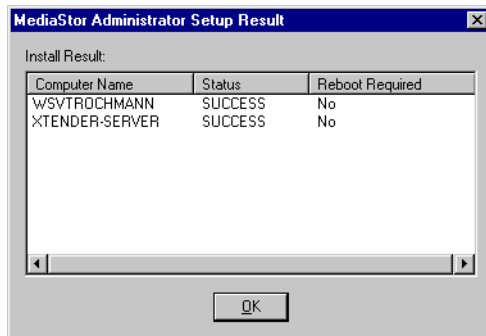 MediaStor Administrator Setup Result
Install Result:
Computer Name Status Reboot Required
WSVTROCHMANN SUCCESS No
XTENDER-SERVER SUCCESS No
OK